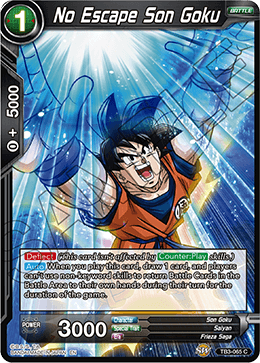 1
No Escape Son Goku
BATTLE
0 + 5000
Deflect (This card isn't affected by Counter:Play skills.)
Auto When you play this card, draw 1 card, and players
can't use non-keyword skills to return Battle Cards in the
Battle Area to their own hands during their turn for the
duration of the game.
POWER
3000
Character Son Goku
Special Trait Saiyan
Era Frieza Saga
TB3-065 C